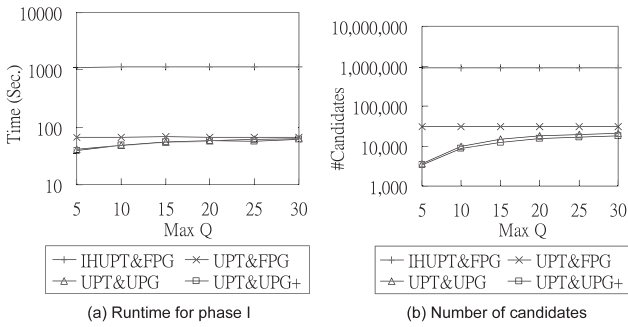 10000
1000
100
10
Time (Sec.)
5 10 15 20 25 30
Max Q
IHUPT&FPG UPT&FPG
UPT&UPG UPT&UPG+
(a) Runtime for phase I
10,000,000
1,000,000
100,000
10,000
1,000
#Candidates
5 10 15 20 25 30
Max Q
IHUPT&FPG UPT&FPG
UPT&UPG UPT&UPG+
(b) Number of candidates